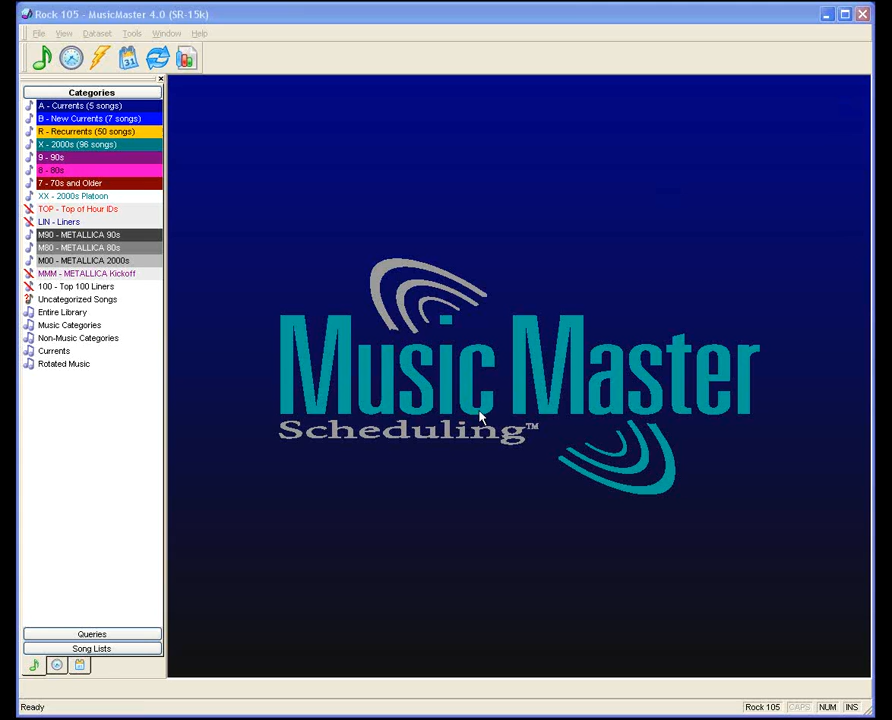 Rock 105 - MusicMaster 4.0 (SR-15k)
File View Dataset Tools Window Help
31
Categories
A - Currents (5 songs)
B - New Currents (7 songs)
R - Recurrents (50 songs)
X - 2000s (96 songs)
9 - 90s
8 - 80s
7 - 70s and Older
XX - 2000s Platoon
TOP - Top of Hour IDs
LIN - Liners
M90 - METALLICA 90s
M80 - METALLICA 80s
M00 - METALLICA 2000s
MMM - METALLICA Kickoff
100 - Top 100 Liners
Uncategorized Songs
Entire Library
Music Categories
Non-Music Categories
Currents
Rotated Music
Music Master
Scheduling™
Queries
Song Lists
Ready
Rock 105 CAPS NUM INS